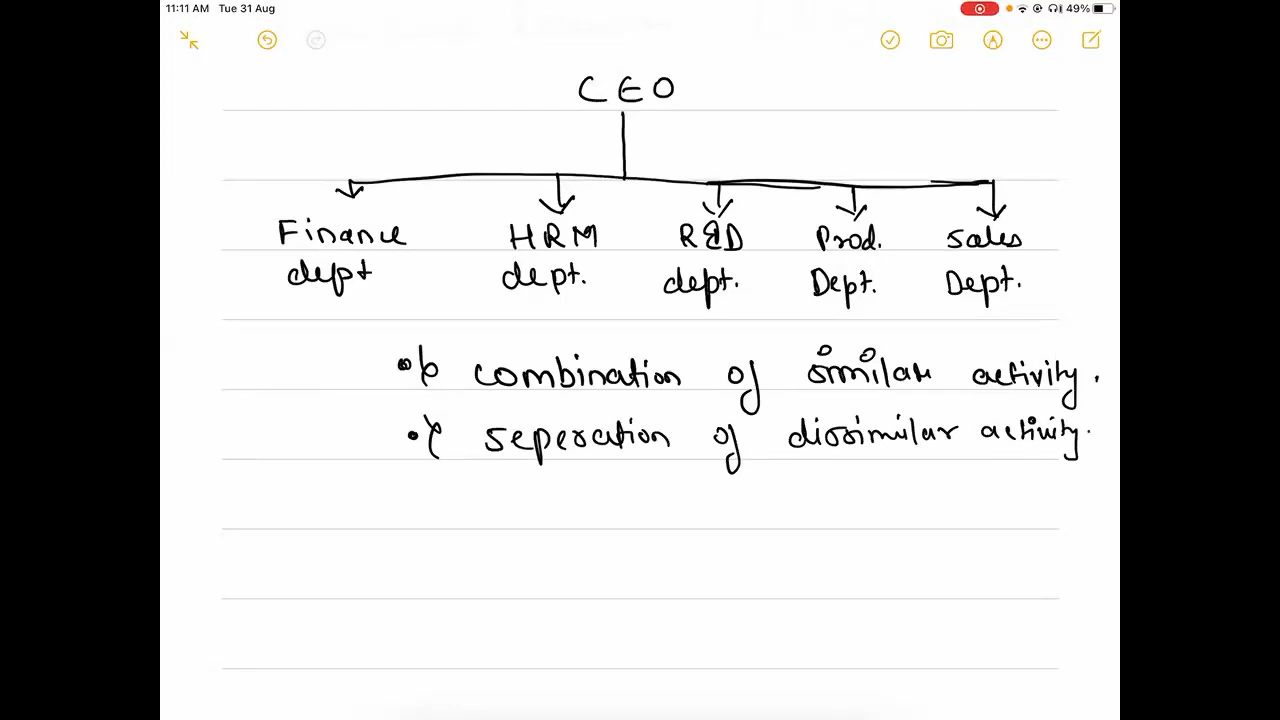 11:11 AM Tue 31 Aug 49%
CEO
Finance HRM R&D Prod. Sales
dept dept. dept. Dept. Dept.
combination of similar activity.
seperation of dissimilar activity.